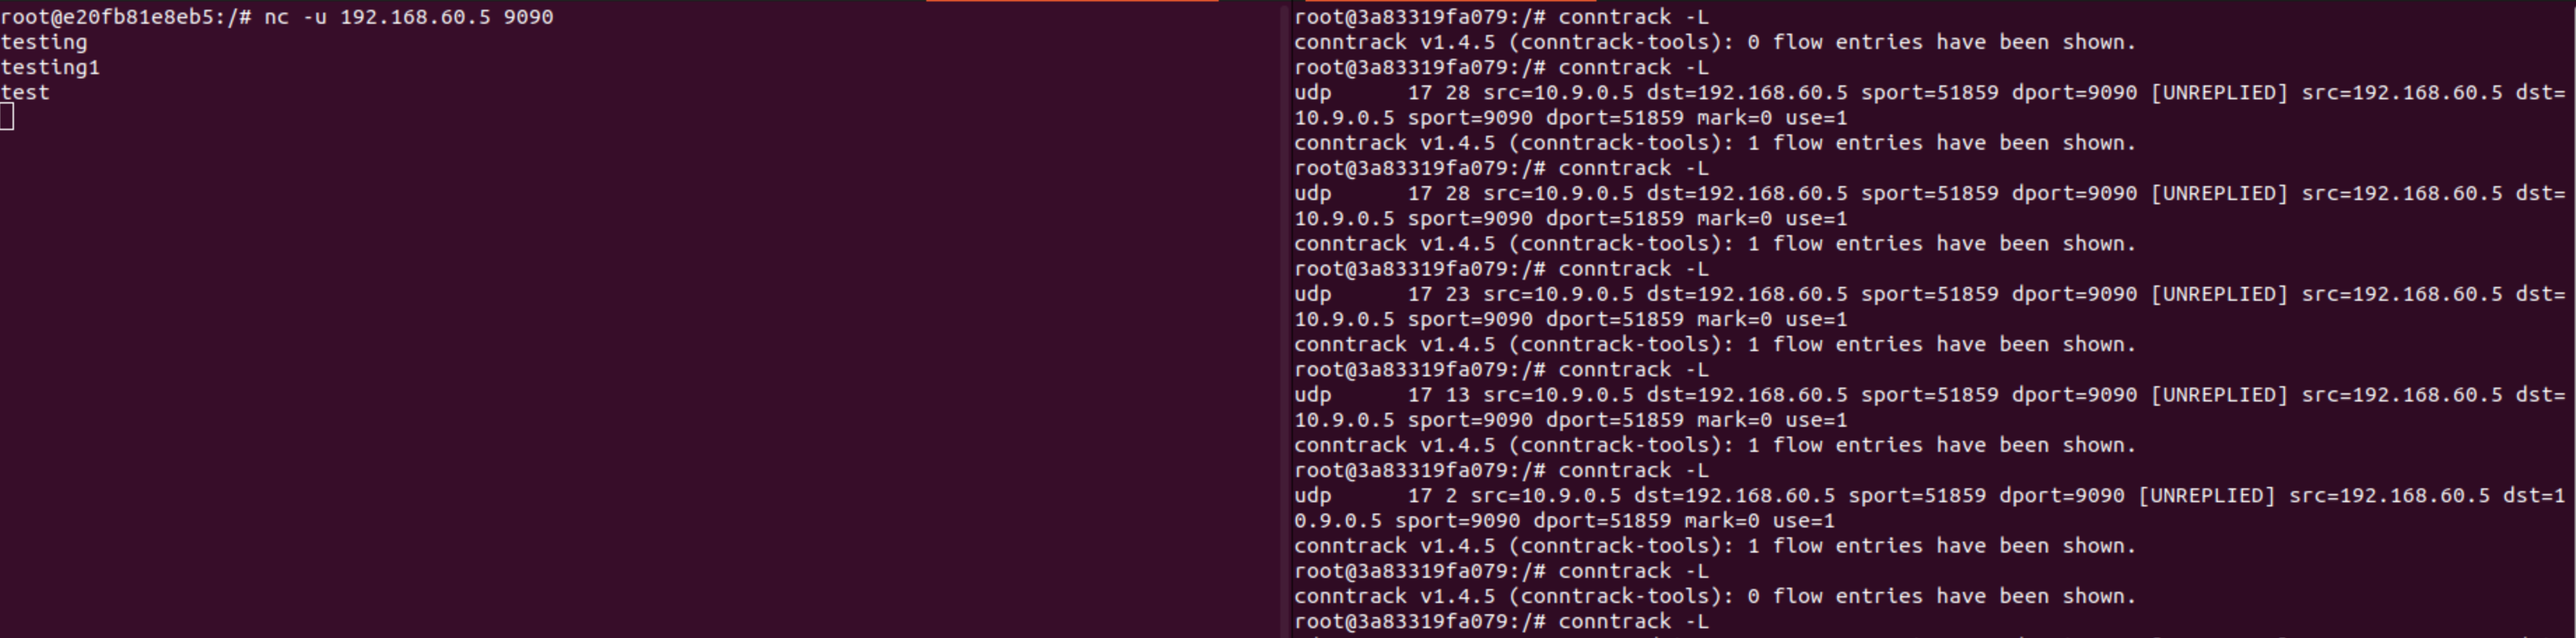 root@e20fb81e8eb5:/# nc -u 192.168.60.5 9090
testing
testing1
test
root@3a83319fa079:/# conntrack -L
conntrack v1.4.5 (conntrack-tools): 0 flow entries have been shown.
root@3a83319fa079:/# conntrack -L
udp      17 28 src=10.9.0.5 dst=192.168.60.5 sport=51859 dport=9090 [UNREPLIED] src=192.168.60.5 dst=
10.9.0.5 sport=9090 dport=51859 mark=0 use=1
conntrack v1.4.5 (conntrack-tools): 1 flow entries have been shown.
root@3a83319fa079:/# conntrack -L
udp      17 28 src=10.9.0.5 dst=192.168.60.5 sport=51859 dport=9090 [UNREPLIED] src=192.168.60.5 dst=
10.9.0.5 sport=9090 dport=51859 mark=0 use=1
conntrack v1.4.5 (conntrack-tools): 1 flow entries have been shown.
root@3a83319fa079:/# conntrack -L
udp      17 23 src=10.9.0.5 dst=192.168.60.5 sport=51859 dport=9090 [UNREPLIED] src=192.168.60.5 dst=
10.9.0.5 sport=9090 dport=51859 mark=0 use=1
conntrack v1.4.5 (conntrack-tools): 1 flow entries have been shown.
root@3a83319fa079:/# conntrack -L
udp      17 13 src=10.9.0.5 dst=192.168.60.5 sport=51859 dport=9090 [UNREPLIED] src=192.168.60.5 dst=
10.9.0.5 sport=9090 dport=51859 mark=0 use=1
conntrack v1.4.5 (conntrack-tools): 1 flow entries have been shown.
root@3a83319fa079:/# conntrack -L
udp      17 2 src=10.9.0.5 dst=192.168.60.5 sport=51859 dport=9090 [UNREPLIED] src=192.168.60.5 dst=1
0.9.0.5 sport=9090 dport=51859 mark=0 use=1
conntrack v1.4.5 (conntrack-tools): 1 flow entries have been shown.
root@3a83319fa079:/# conntrack -L
conntrack v1.4.5 (conntrack-tools): 0 flow entries have been shown.
root@3a83319fa079:/# conntrack -L